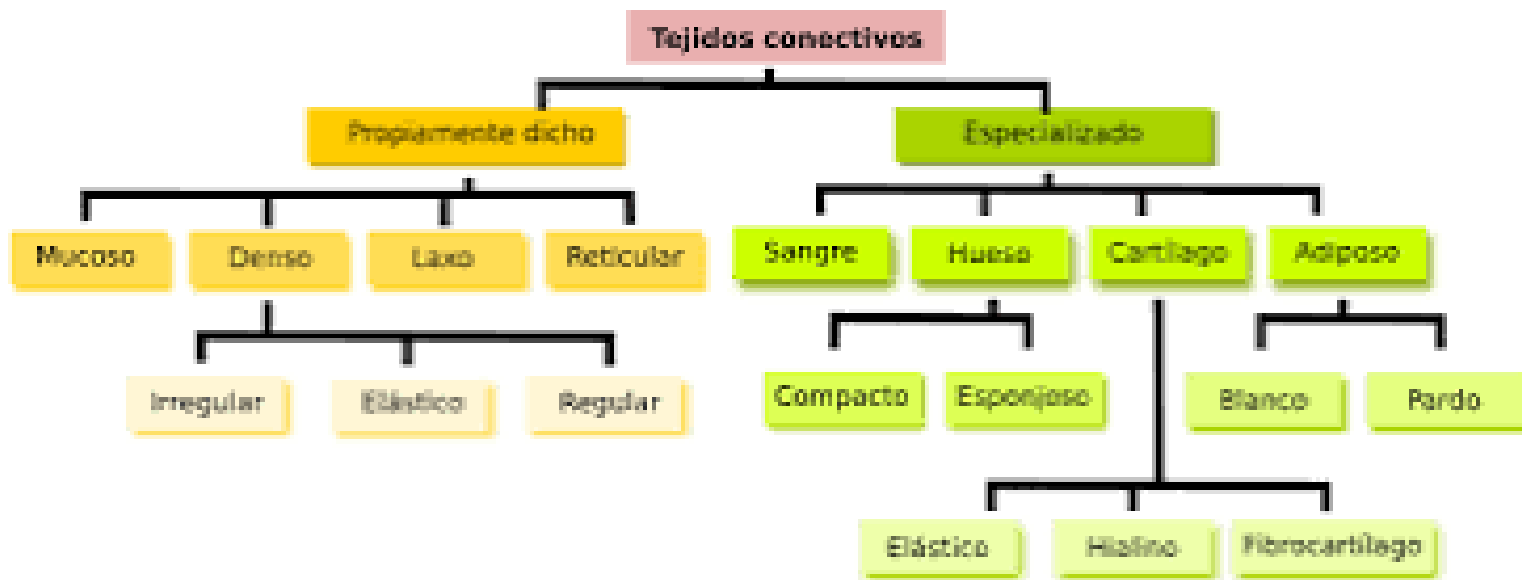 Tejidos conectivos
Propiamente dicho
Especializado
Mucoso
Denso
Laxo
Reticular
Sangre
Hueso
Cartílago
Adiposo
Irregular
Elástico
Regular
Compacto
Esponjoso
Blanco
Pardo
Elástico
Hialino
Fibrocartílago